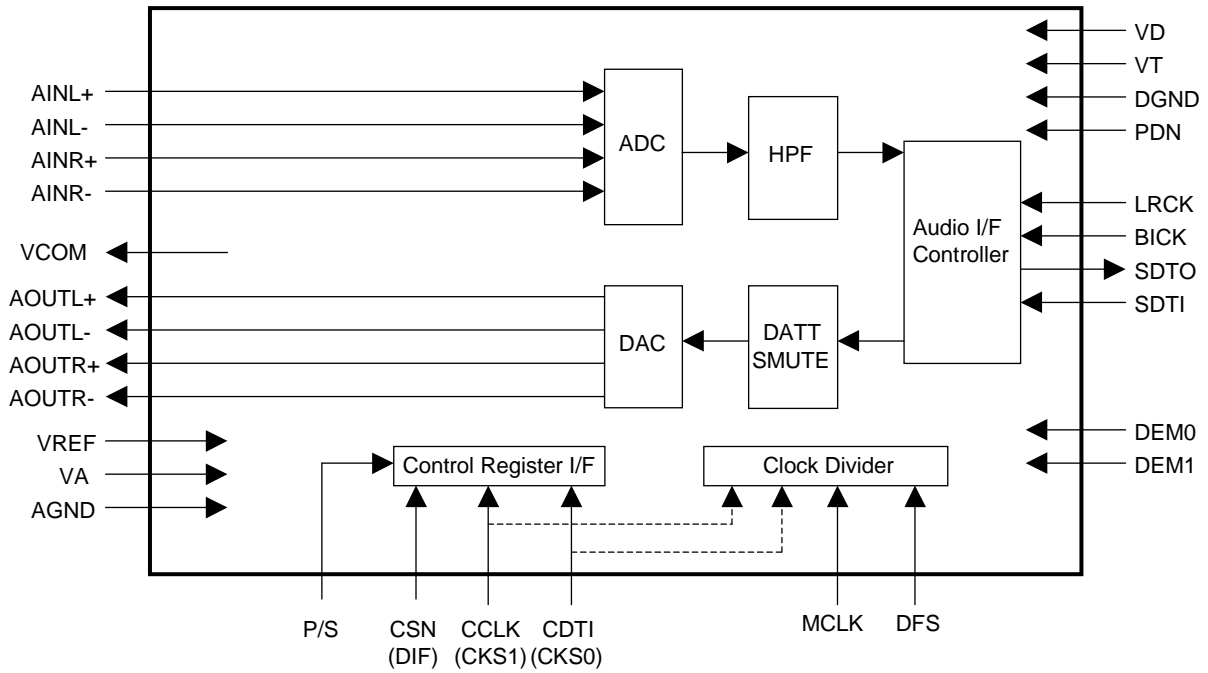 AINL+
AINL-
AINR+
AINR-
VCOM
AOUTL+
AOUTL-
AOUTR+
AOUTR-
VREF
VA
AGND
ADC
HPF
Audio I/F
Controller
DAC
DATT
SMUTE
Control Register I/F
Clock Divider
VD
VT
DGND
PDN
LRCK
BICK
SDTO
SDTI
DEM0
DEM1
P/S
CSN
(DIF)
CCLK
(CKS1)
CDTI
(CKS0)
MCLK
DFS